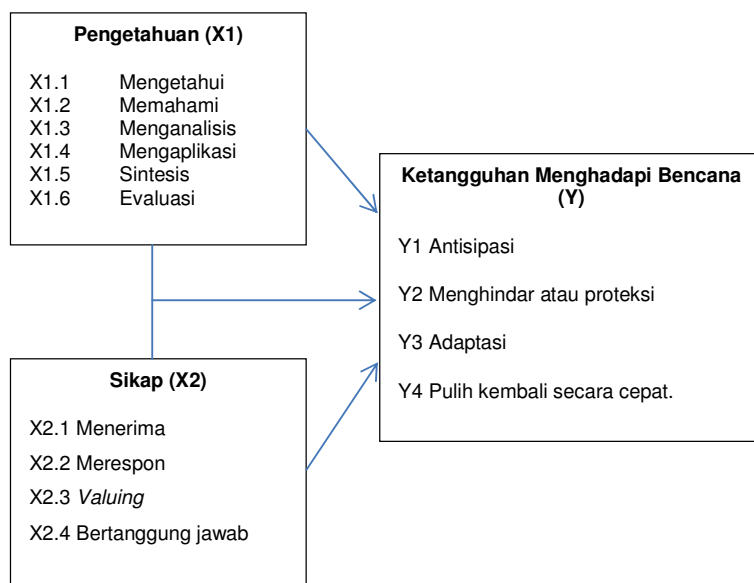 Pengetahuan (X1)
X1.1 Mengetahui
X1.2 Memahami
X1.3 Menganalisis
X1.4 Mengaplikasi
X1.5 Sintesis
X1.6 Evaluasi
Ketangguhan Menghadapi Bencana
(Y)
Y1 Antisipasi
Y2 Menghindar atau proteksi
Y3 Adaptasi
Y4 Pulih kembali secara cepat.
Sikap (X2)
X2.1 Menerima
X2.2 Merespon
X2.3 Valuing
X2.4 Bertanggung jawab